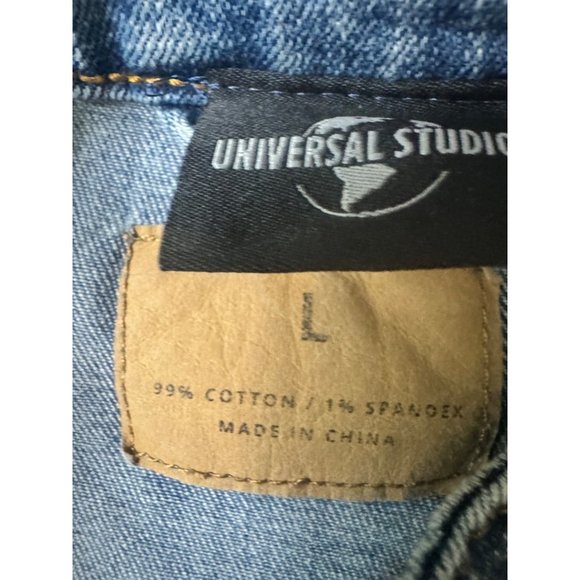 UNIVERSAL STUDIO
L
99% COTTON / 1% SPANDEX
MADE IN CHINA